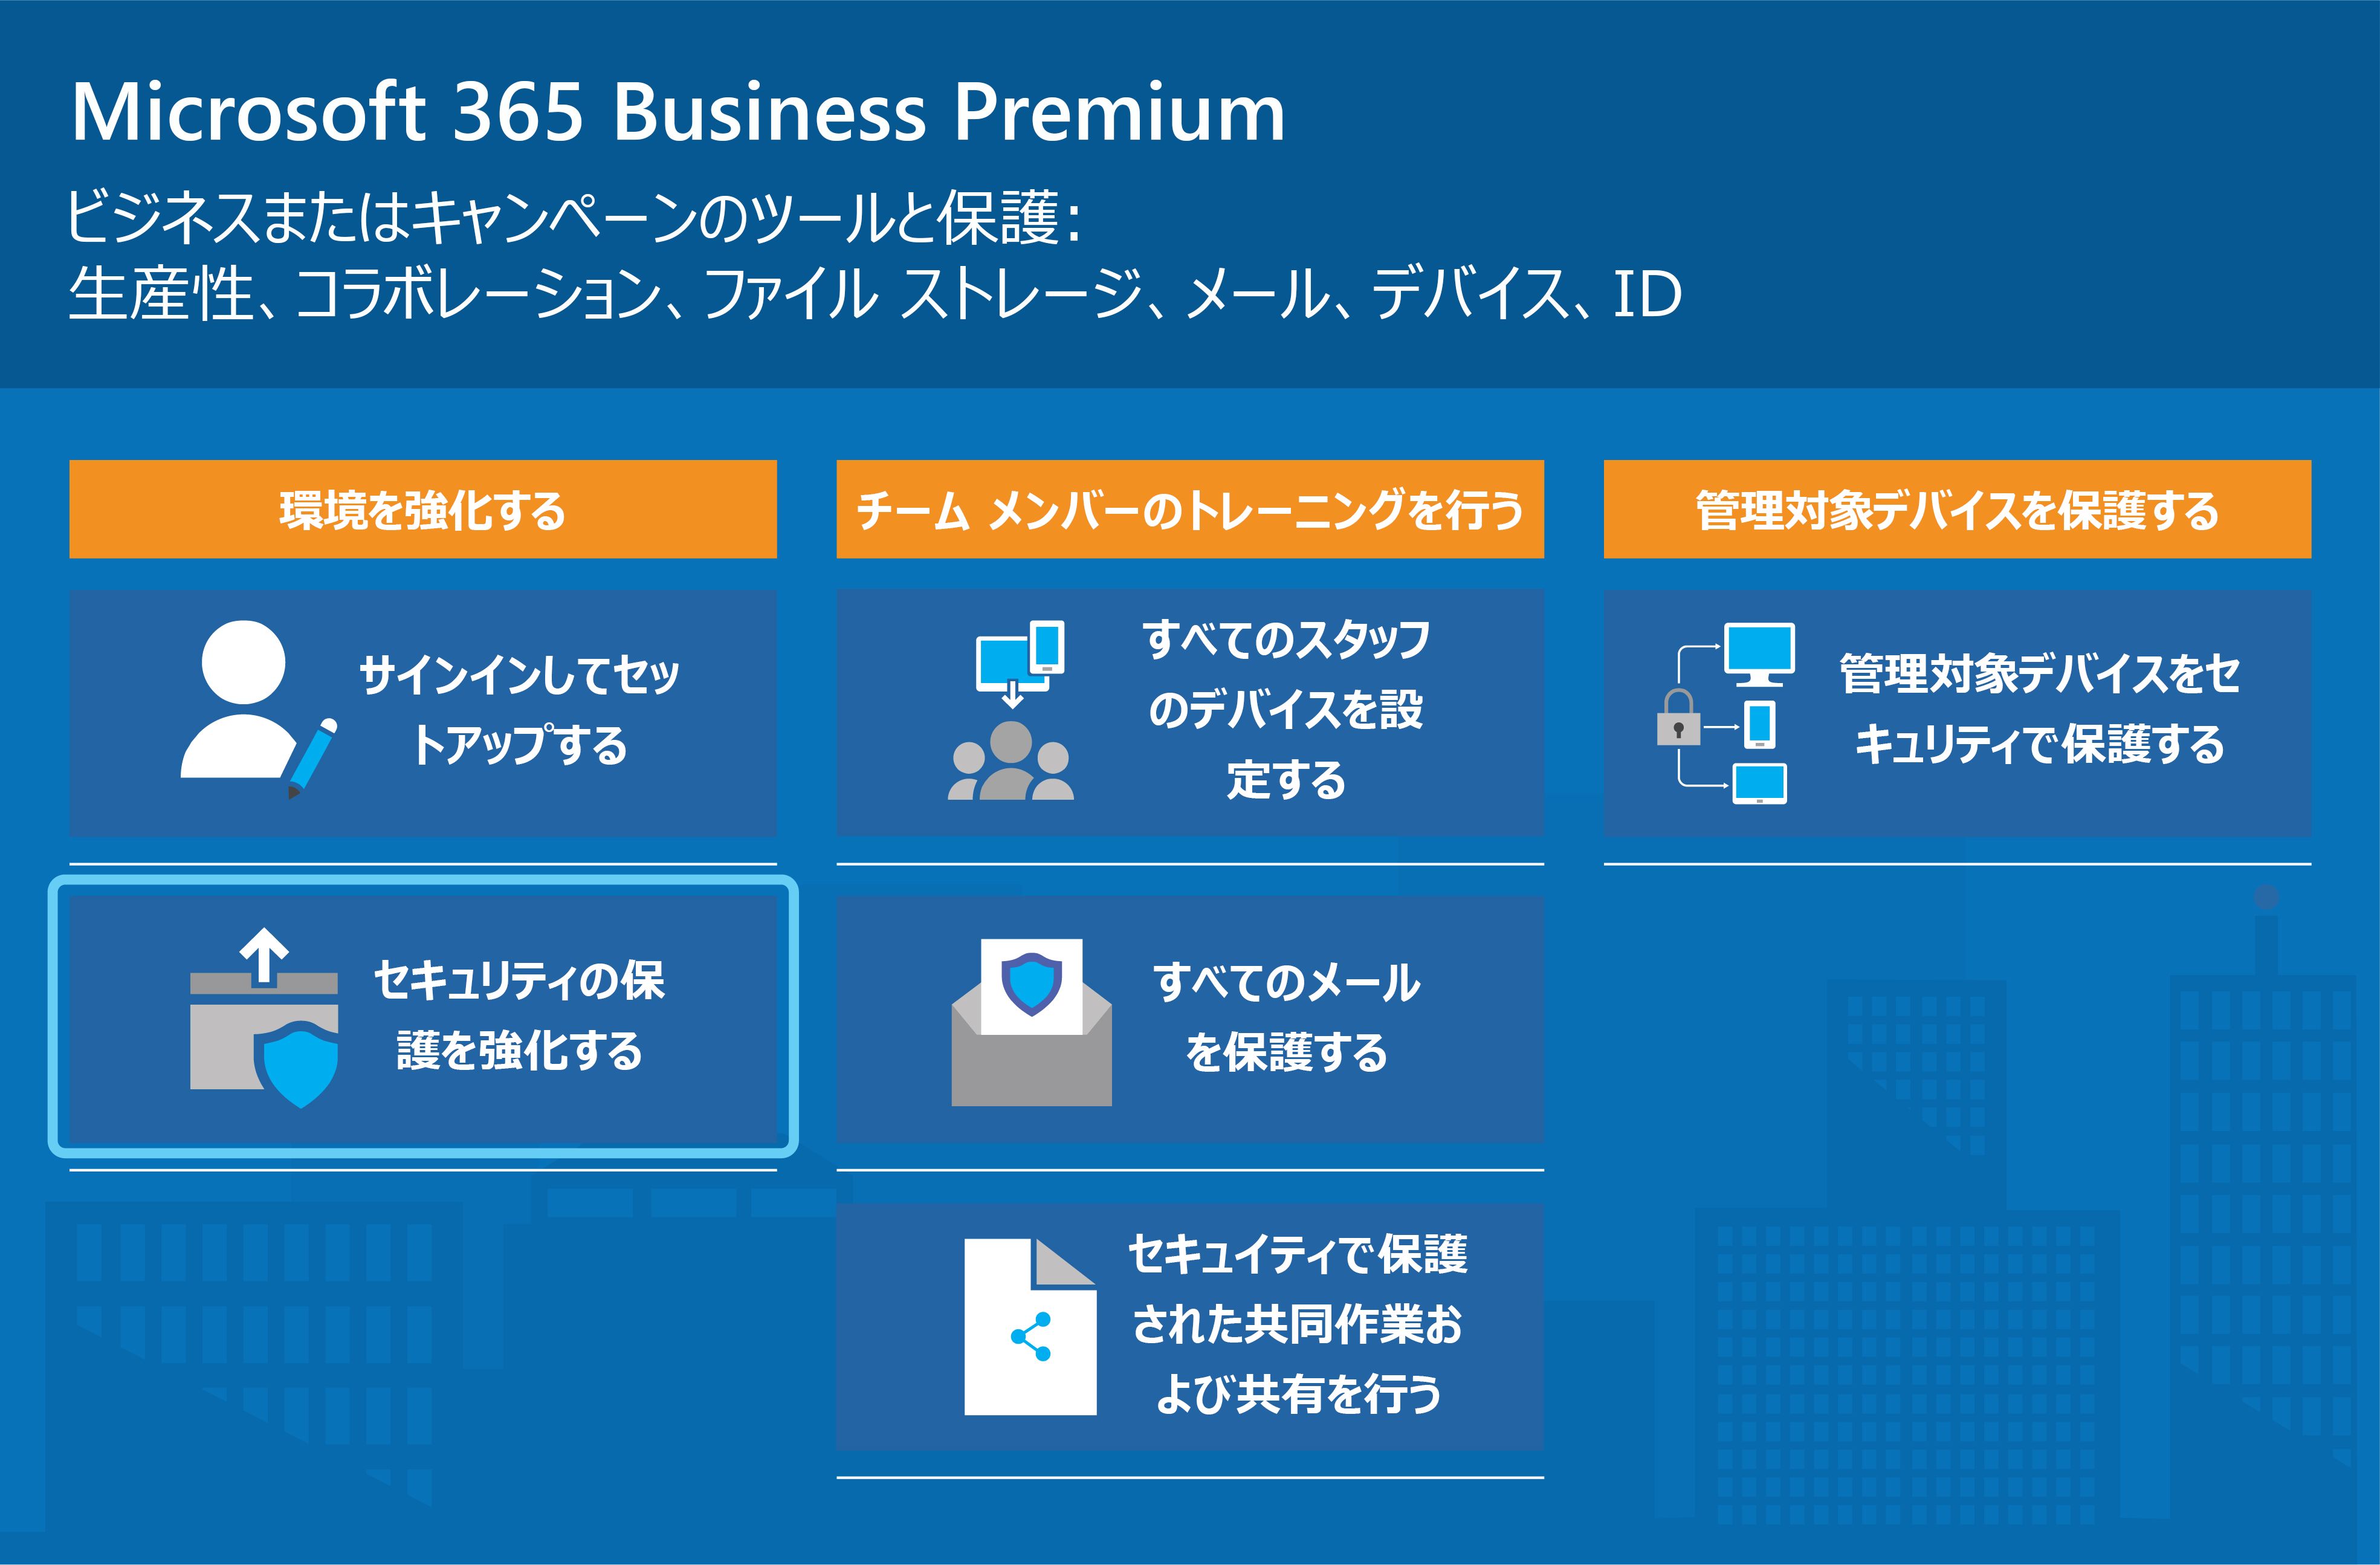 Microsoft 365 Business Premium
ビジネスまたはキャンペーンのツールと保護:
生産性、コラボレーション、ファイル ストレージ、メール、デバイス、ID
環境を強化する
サインインしてセッ
トアップする
セキュリティの保
護を強化する
チーム メンバーのトレーニングを行う
すべてのスタッフ
のデバイスを設
定する
すべてのメール
を保護する
セキュイティで保護
された共同作業お
よび共有を行う
管理対象デバイスを保護する
管理対象デバイスをセ
キュリティで保護する